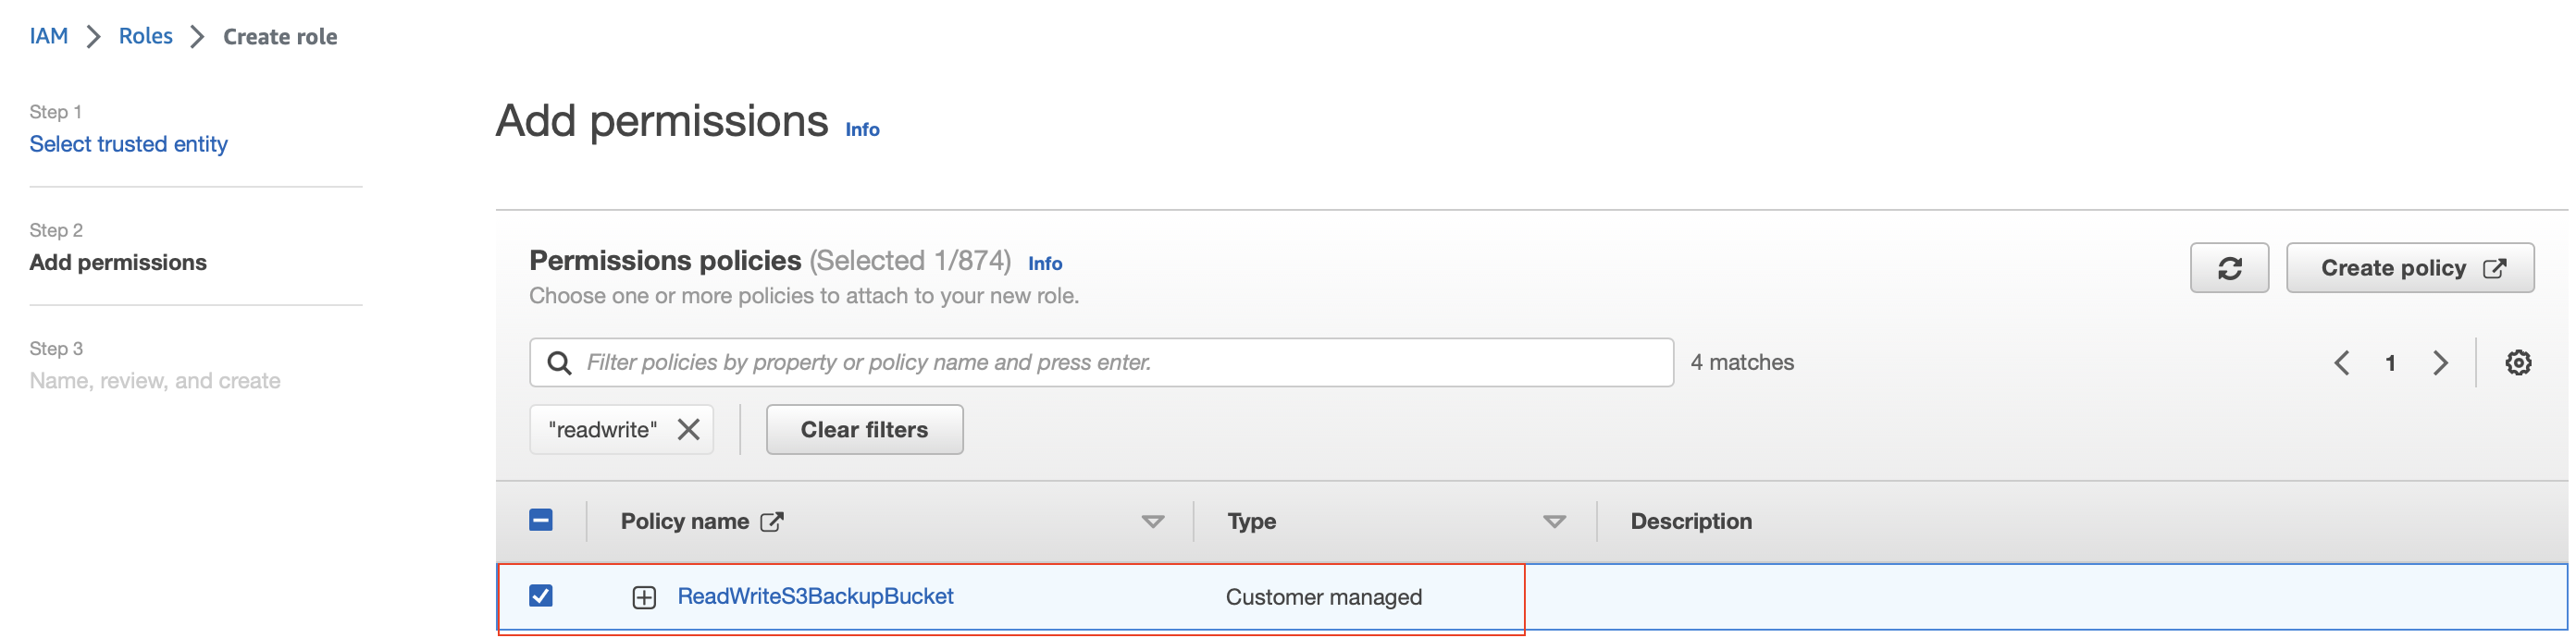 IAM > Roles > Create role
Step 1
Select trusted entity
Step 2
Add permissions
Step 3
Name, review, and create
Add permissions Info
Permissions policies (Selected 1/874) Info
Choose one or more policies to attach to your new role.
Create policy
Filter policies by property or policy name and press enter.
4 matches
1
"readwrite"
Clear filters
Policy name Type Description
ReadWriteS3BackupBucket Customer managed